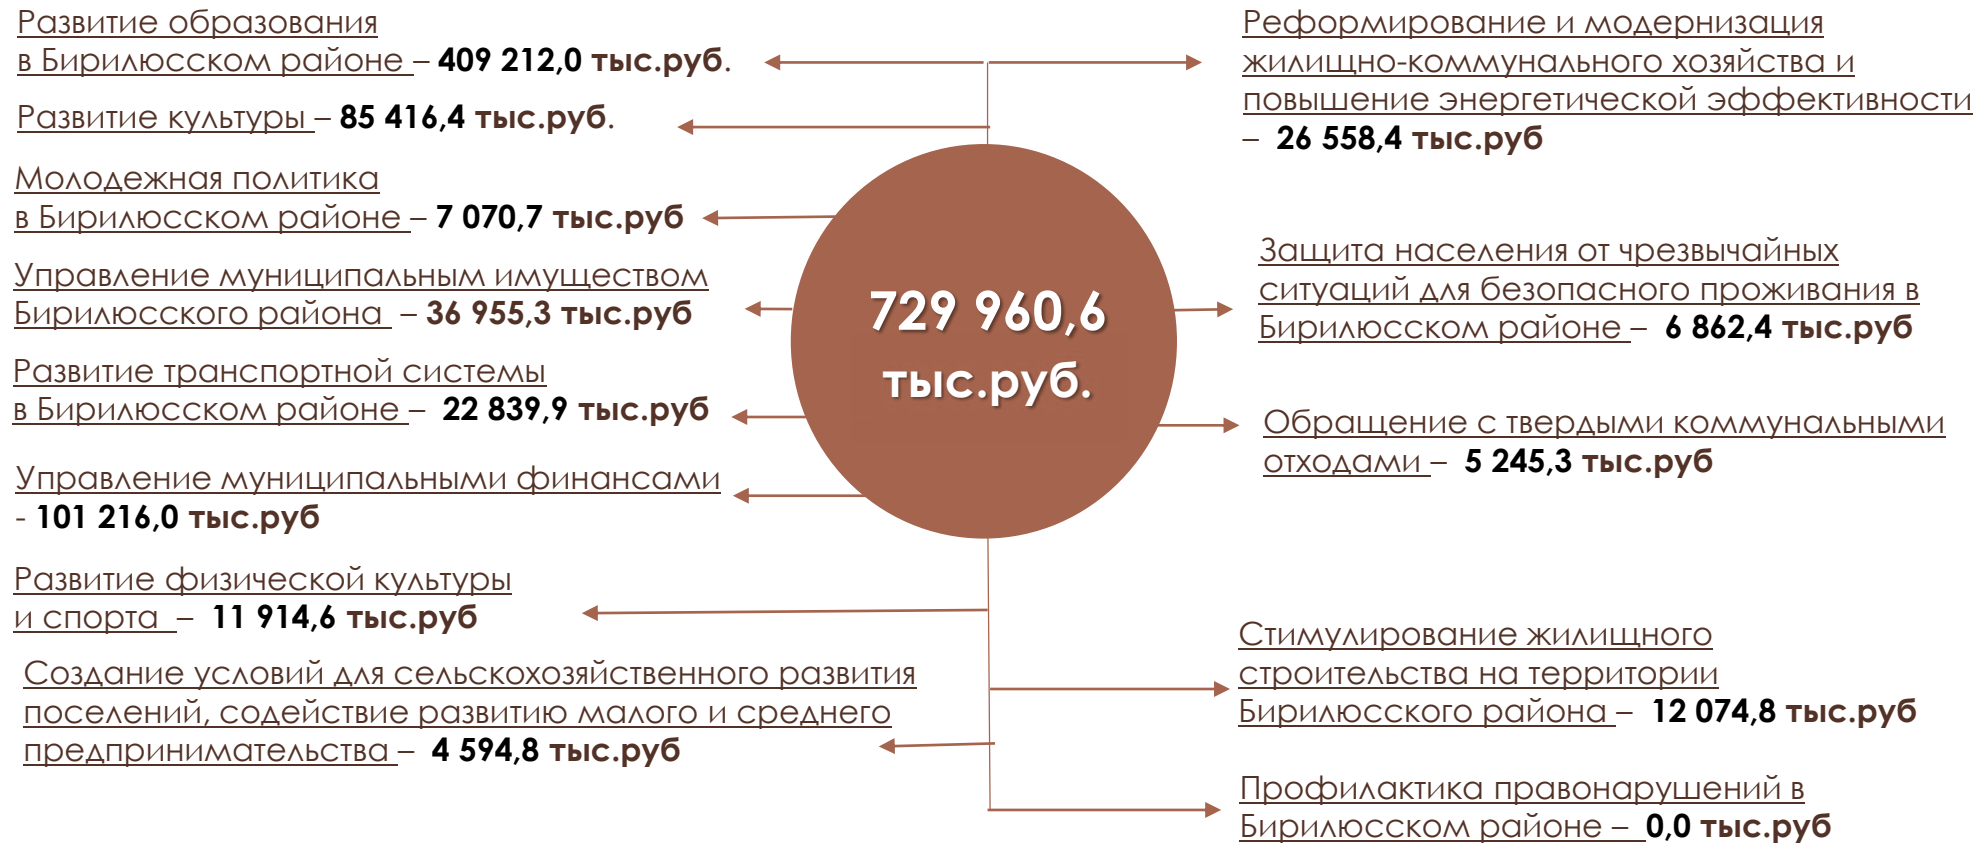 Развитие образования
в Бирилюсском районе – 409 212,0 тыс.руб.
Развитие культуры – 85 416,4 тыс.руб.
Молодежная политика
в Бирилюсском районе – 7 070,7 тыс.руб
Управление муниципальным имуществом
Бирилюсского района – 36 955,3 тыс.руб
Развитие транспортной системы
в Бирилюсском районе – 22 839,9 тыс.руб
Управление муниципальными финансами
- 101 216,0 тыс.руб
Развитие физической культуры
и спорта – 11 914,6 тыс.руб
Создание условий для сельскохозяйственного развития
поселений, содействие развитию малого и среднего
предпринимательства – 4 594,8 тыс.руб
729 960,6
тыс.руб.
Реформирование и модернизация
жилищно-коммунального хозяйства и
повышение энергетической эффективности
– 26 558,4 тыс.руб
Защита населения от чрезвычайных
ситуаций для безопасного проживания в
Бирилюсском районе – 6 862,4 тыс.руб
Обращение с твердыми коммунальными
отходами – 5 245,3 тыс.руб
Стимулирование жилищного
строительства на территории
Бирилюсского района – 12 074,8 тыс.руб
Профилактика правонарушений в
Бирилюсском районе – 0,0 тыс.руб